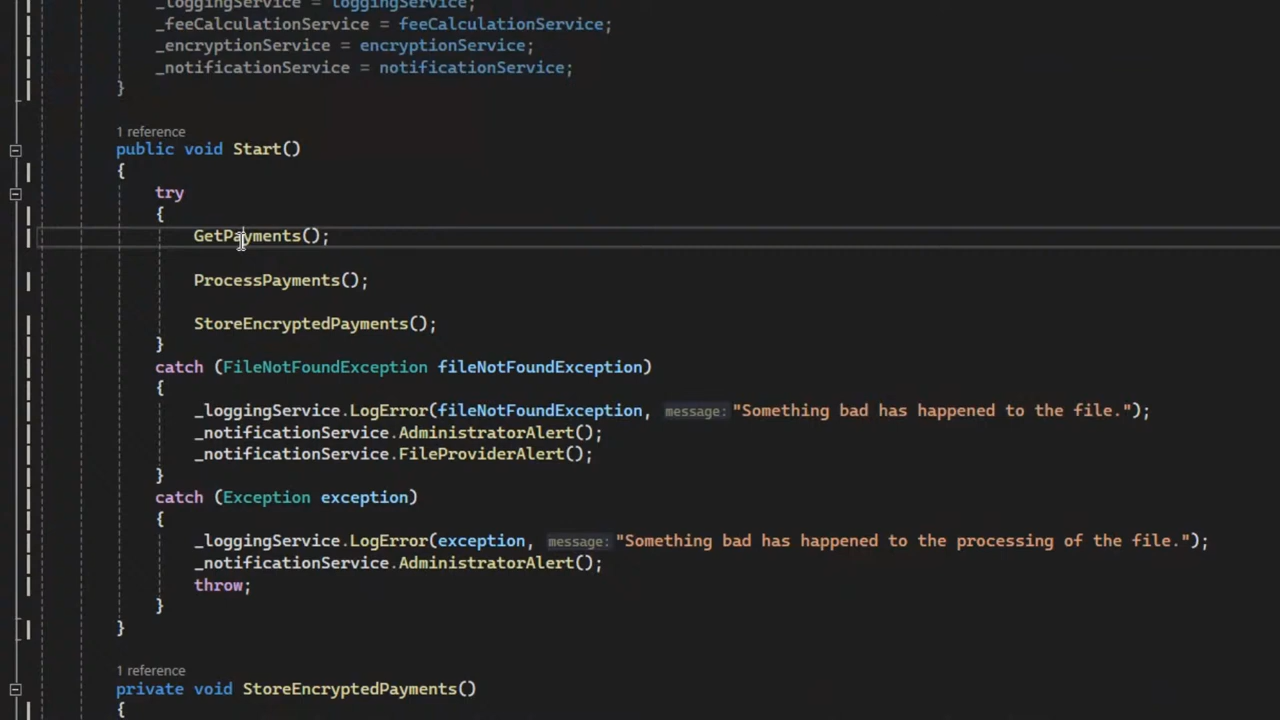 _loggingService = loggingService;
_feeCalculationService = feeCalculationService;
_encryptionService = encryptionService;
_notificationService = notificationService;
}
1 reference
public void Start()
{
try
{
GetPayments();
ProcessPayments();
StoreEncryptedPayments();
}
catch (FileNotFoundException fileNotFoundException)
{
_loggingService.LogError(fileNotFoundException, message: "Something bad has happened to the file.");
_notificationService.AdministratorAlert();
_notificationService.FileProviderAlert();
}
catch (Exception exception)
{
_loggingService.LogError(exception, message: "Something bad has happened to the processing of the file.");
_notificationService.AdministratorAlert();
throw;
}
}
1 reference
private void StoreEncryptedPayments()
{